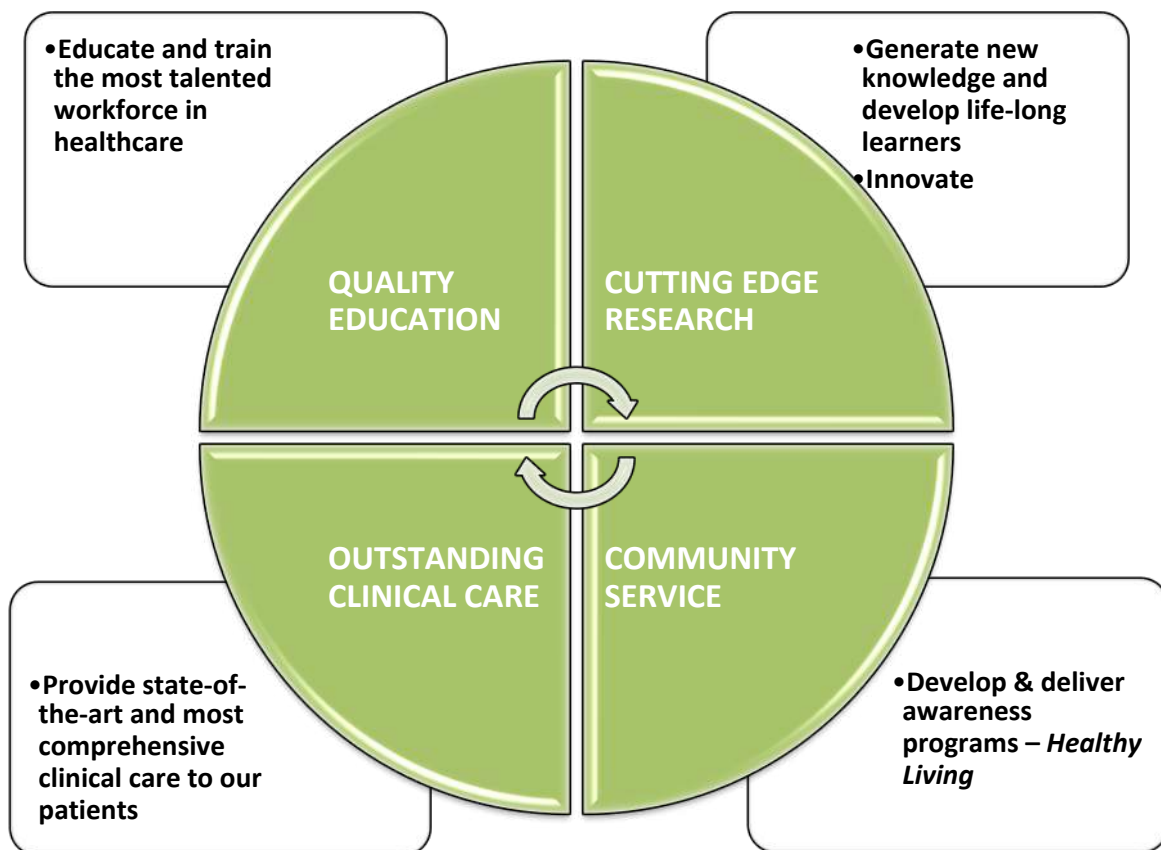 •Educate and train
the most talented
workforce in
healthcare
•Generate new
knowledge and
develop life-long
learners
•Innovate
QUALITY
EDUCATION
CUTTING EDGE
RESEARCH
OUTSTANDING
CLINICAL CARE
COMMUNITY
SERVICE
•Provide state-of-
the-art and most
comprehensive
clinical care to our
patients
•Develop & deliver
awareness
programs – Healthy
Living